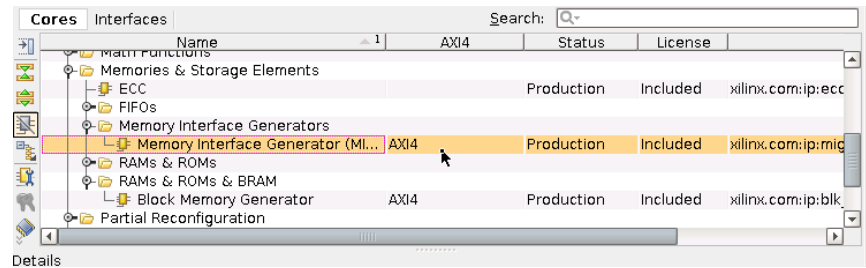 Cores Interfaces Search:
Name 1 AXI4 Status License
Math Functions
Memories & Storage Elements
ECC Production Included xilinx.com:ip:ecc
FIFOs
Memory Interface Generators
Memory Interface Generator (MI... AXI4 Production Included xilinx.com:ip:mig
RAMs & ROMs
RAMs & ROMs & BRAM
Block Memory Generator AXI4 Production Included xilinx.com:ip:blk_
Partial Reconfiguration
Details